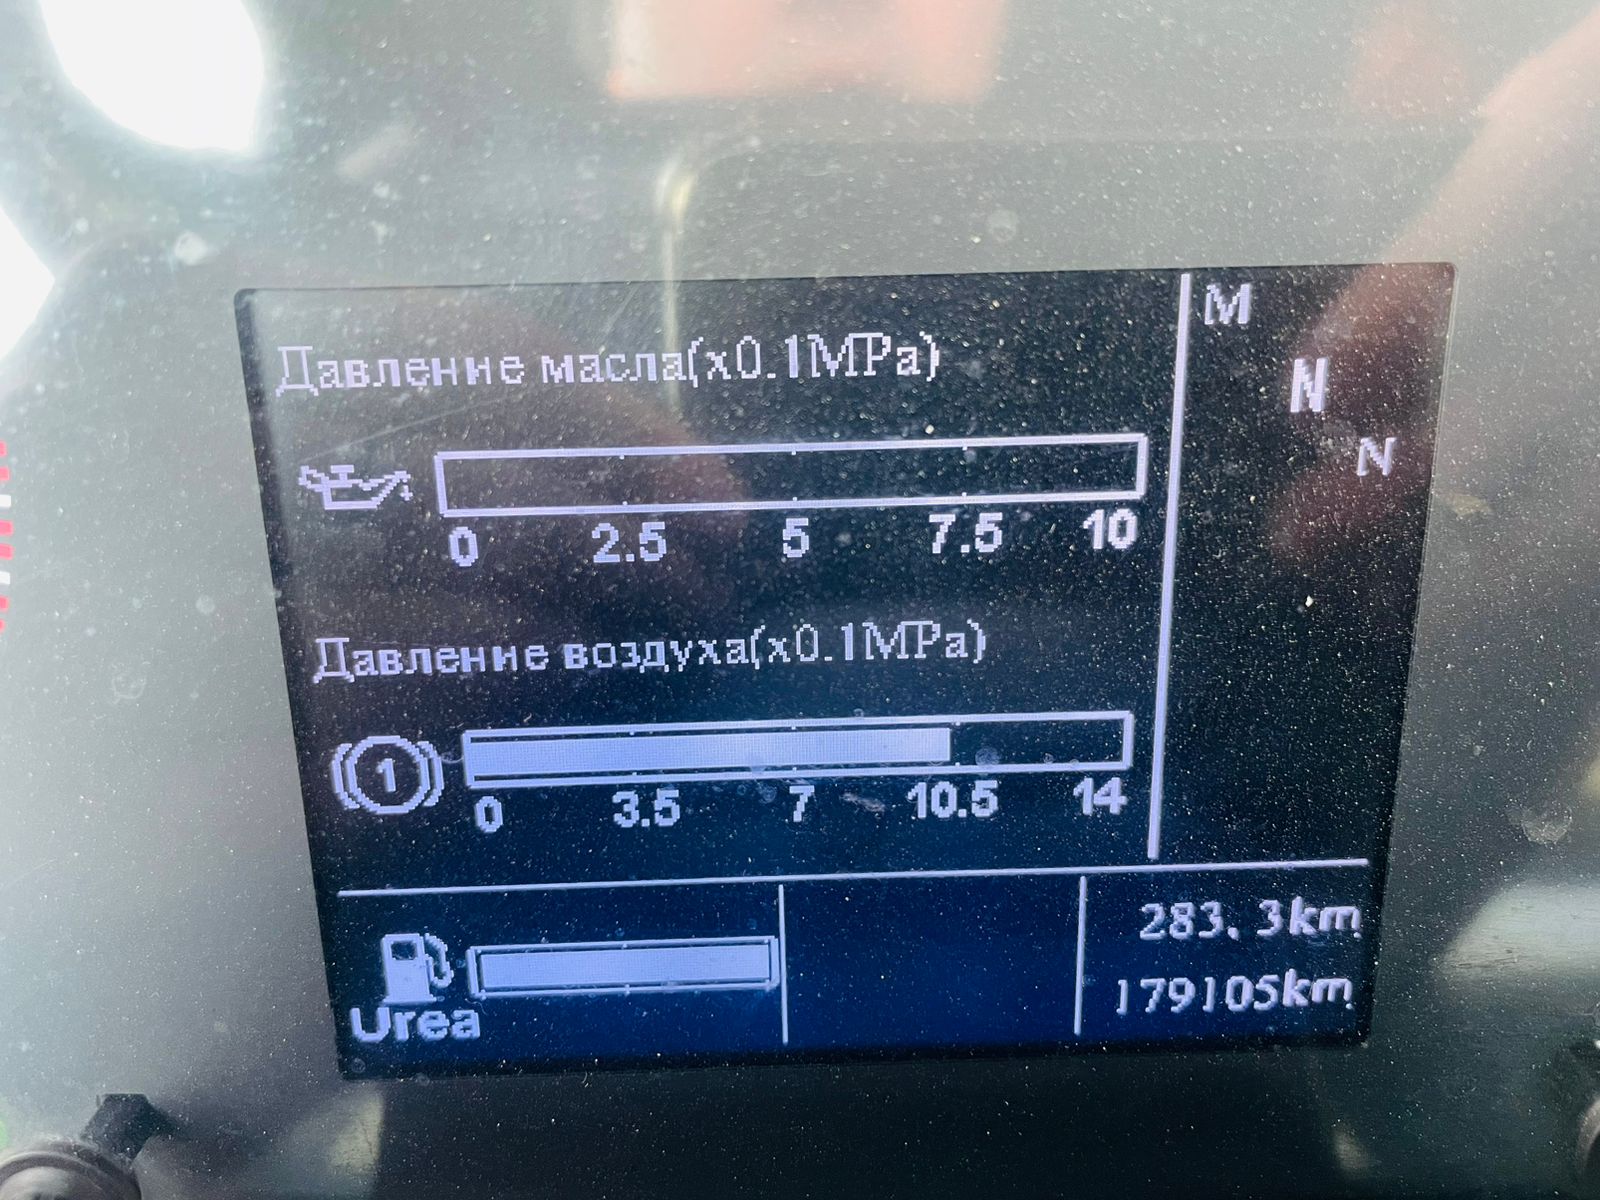 Давление масла(x0.1MPa)
M
N
N
0 2.5 5 7.5 10
Давление воздуха(x0.1MPa)
1
0 3.5 7 10.5 14
283.3km
179105km
Urea